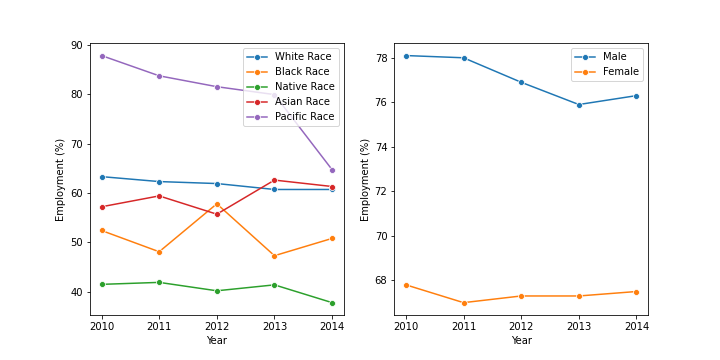 90
80
70
60
50
40
Employment (%)
2010 2011 2012 2013 2014
Year
White Race
Black Race
Native Race
Asian Race
Pacific Race
78
76
74
72
70
68
Employment (%)
2010 2011 2012 2013 2014
Year
Male
Female